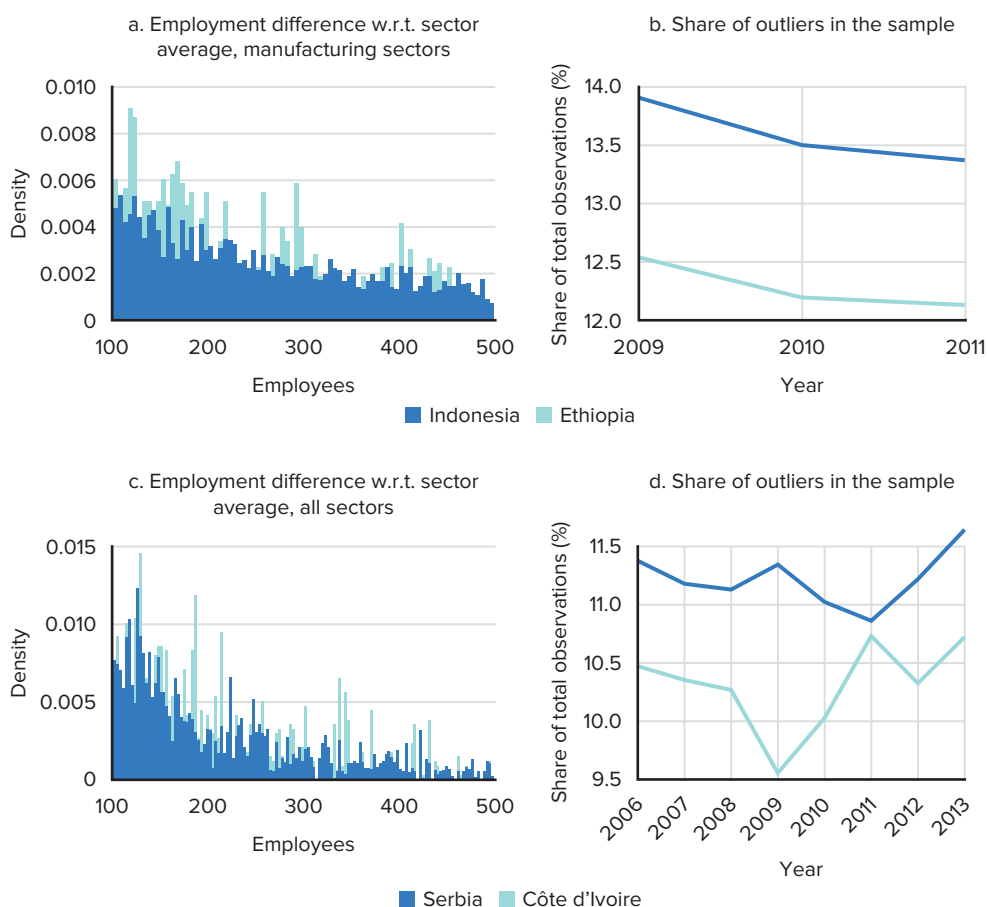 a. Employment difference w.r.t. sector
average, manufacturing sectors
Density
0.010
0.008
0.006
0.004
0.002
0
100 200 300 400 500
Employees
b. Share of outliers in the sample
Share of total observations (%)
14.0
13.5
13.0
12.5
12.0
2009 2010 2011
Year
Indonesia Ethiopia
c. Employment difference w.r.t. sector
average, all sectors
Density
0.015
0.010
0.005
0
100 200 300 400 500
Employees
d. Share of outliers in the sample
Share of total observations (%)
11.5
11.0
10.5
10.0
9.5
2006 2007 2008 2009 2010 2011 2012 2013
Year
Serbia Côte d'Ivoire